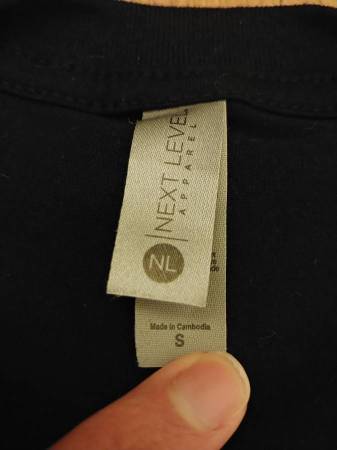 NEXT LEVEL
APPAREL
NL
Made in Cambodia
S